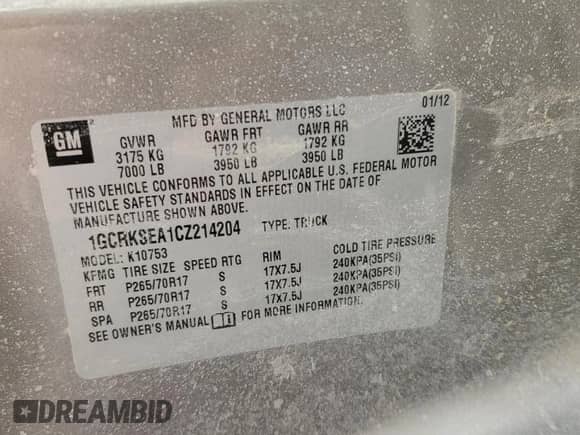 GM
MFD BY GENERAL MOTORS LLC
01/12
GVWR GAWR FRT GAWR RR
3175 KG 1792 KG 1792 KG
7000 LB 3950 LB 3950 LB
THIS VEHICLE CONFORMS TO ALL APPLICABLE U.S. FEDERAL MOTOR
VEHICLE SAFETY STANDARDS IN EFFECT ON THE DATE OF
MANUFACTURE SHOWN ABOVE.
1GCRKSEA1CZ214204 TYPE: TRUCK
MODEL: K10753
KFMG TIRE SIZE SPEED RTG RIM COLD TIRE PRESSURE
FRT P265/70R17 S 17X7.5J 240KPA(35PSI)
RR P265/70R17 S 17X7.5J 240KPA(35PSI)
SPA P265/70R17 S 17X7.5J 240KPA(35PSI)
SEE OWNER'S MANUAL FOR MORE INFORMATION.
DREAMBID